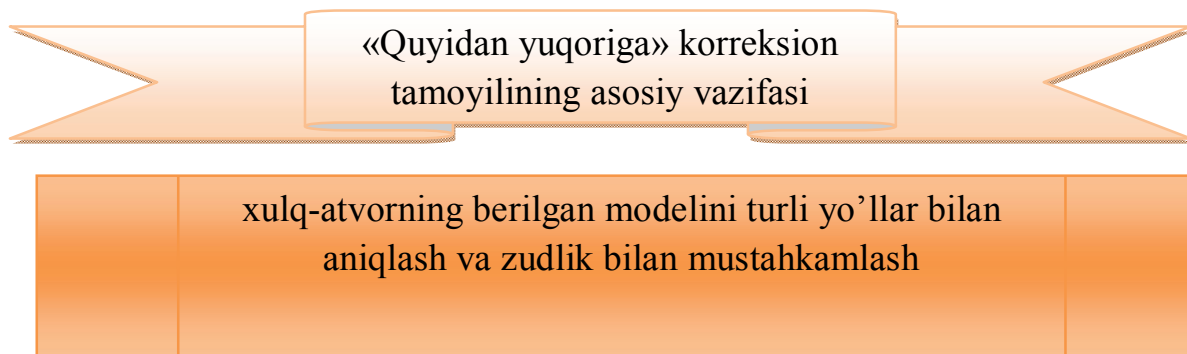 «Quyidan yuqoriga» korreksion
tamoyilining asosiy vazifasi
xulq-atvorning berilgan modelini turli yo’llar bilan
aniqlash va zudlik bilan mustahkamlash